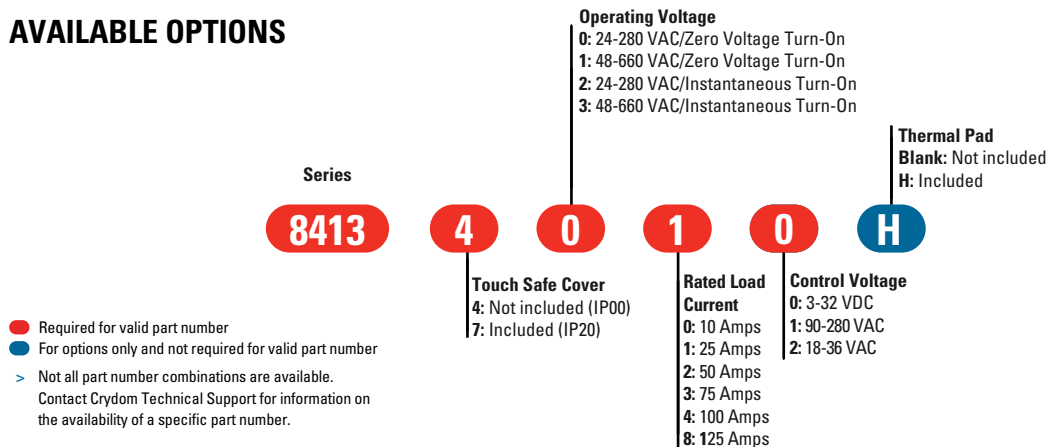 AVAILABLE OPTIONS
Operating Voltage
0: 24-280 VAC/Zero Voltage Turn-On
1: 48-660 VAC/Zero Voltage Turn-On
2: 24-280 VAC/Instantaneous Turn-On
3: 48-660 VAC/Instantaneous Turn-On
Thermal Pad
Blank: Not included
H: Included
Series
8413 4 0 1 0 H
Touch Safe Cover
4: Not included (IP00)
7: Included (IP20)
Rated Load
Current
0: 10 Amps
1: 25 Amps
2: 50 Amps
3: 75 Amps
4: 100 Amps
8: 125 Amps
Control Voltage
0: 3-32 VDC
1: 90-280 VAC
2: 18-36 VAC
Required for valid part number
For options only and not required for valid part number
> Not all part number combinations are available.
Contact Crydom Technical Support for information on
the availability of a specific part number.